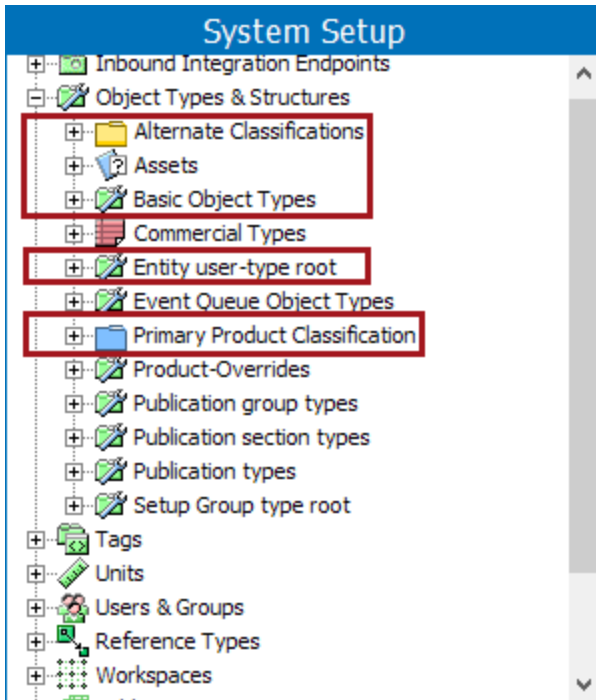 System Setup
Inbound Integration Endpoints
Object Types & Structures
Alternate Classifications
Assets
Basic Object Types
Commercial Types
Entity user-type root
Event Queue Object Types
Primary Product Classification
Product-Overrides
Publication group types
Publication section types
Publication types
Setup Group type root
Tags
Units
Users & Groups
Reference Types
Workspaces